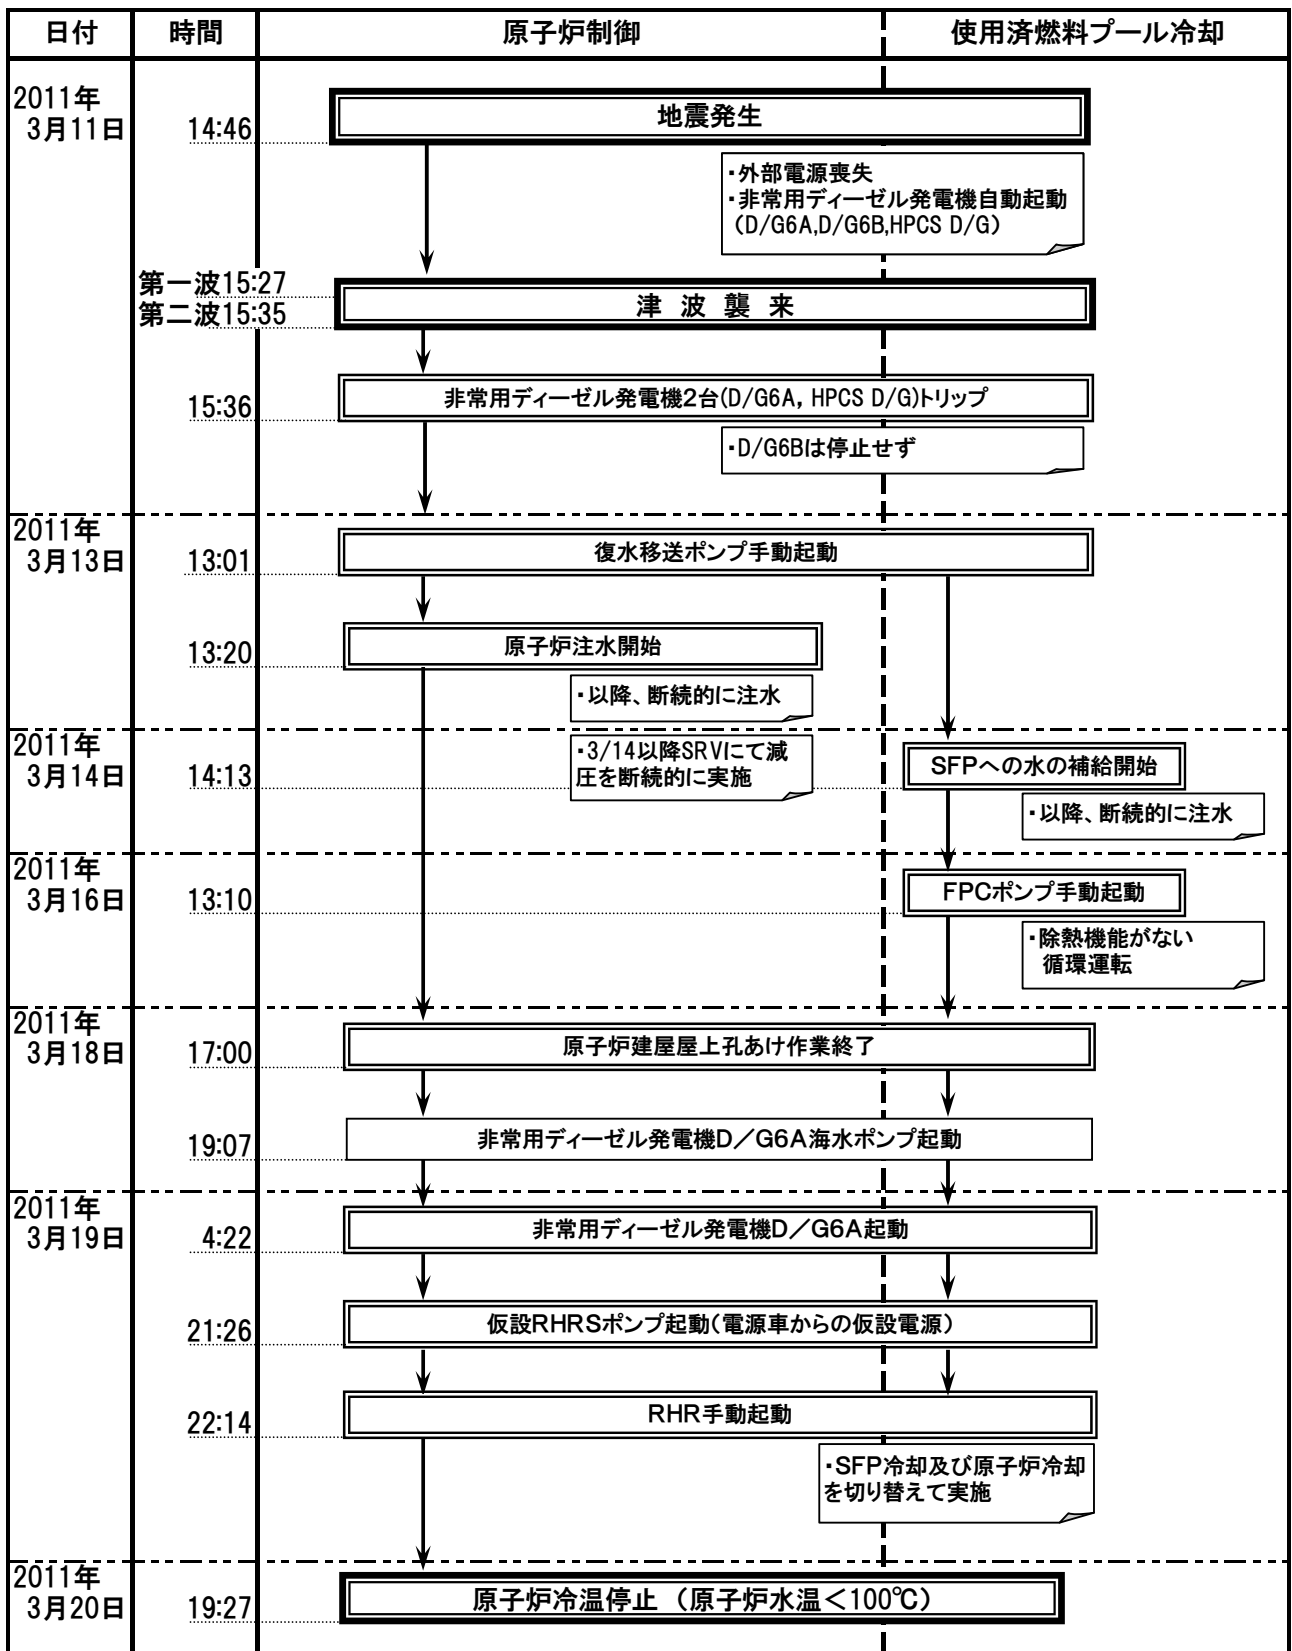 日付 時間 原子炉制御 使用済燃料プール冷却
2011年
3月11日 14:46 地震発生
・外部電源喪失
・非常用ディーゼル発電機自動起動
(D/G6A,D/G6B,HPCS D/G)
第一波15:27
第二波15:35
津 波 襲 来
15:36 非常用ディーゼル発電機2台(D/G6A, HPCS D/G)トリップ
・D/G6Bは停止せず
2011年
3月13日 13:01 復水移送ポンプ手動起動
13:20 原子炉注水開始
・以降、断続的に注水
2011年
3月14日 14:13
・3/14以降SRVにて減
圧を断続的に実施
SFPへの水の補給開始
・以降、断続的に注水
2011年
3月16日 13:10 FPCポンプ手動起動
・除熱機能がない
循環運転
2011年
3月18日 17:00 原子炉建屋屋上孔あけ作業終了
19:07 非常用ディーゼル発電機D/G6A海水ポンプ起動
2011年
3月19日 4:22 非常用ディーゼル発電機D/G6A起動
21:26 仮設RHRSポンプ起動(電源車からの仮設電源)
22:14 RHR手動起動
・SFP冷却及び原子炉冷却
を切り替えて実施
2011年
3月20日 19:27 原子炉冷温停止 (原子炉水温<100℃)